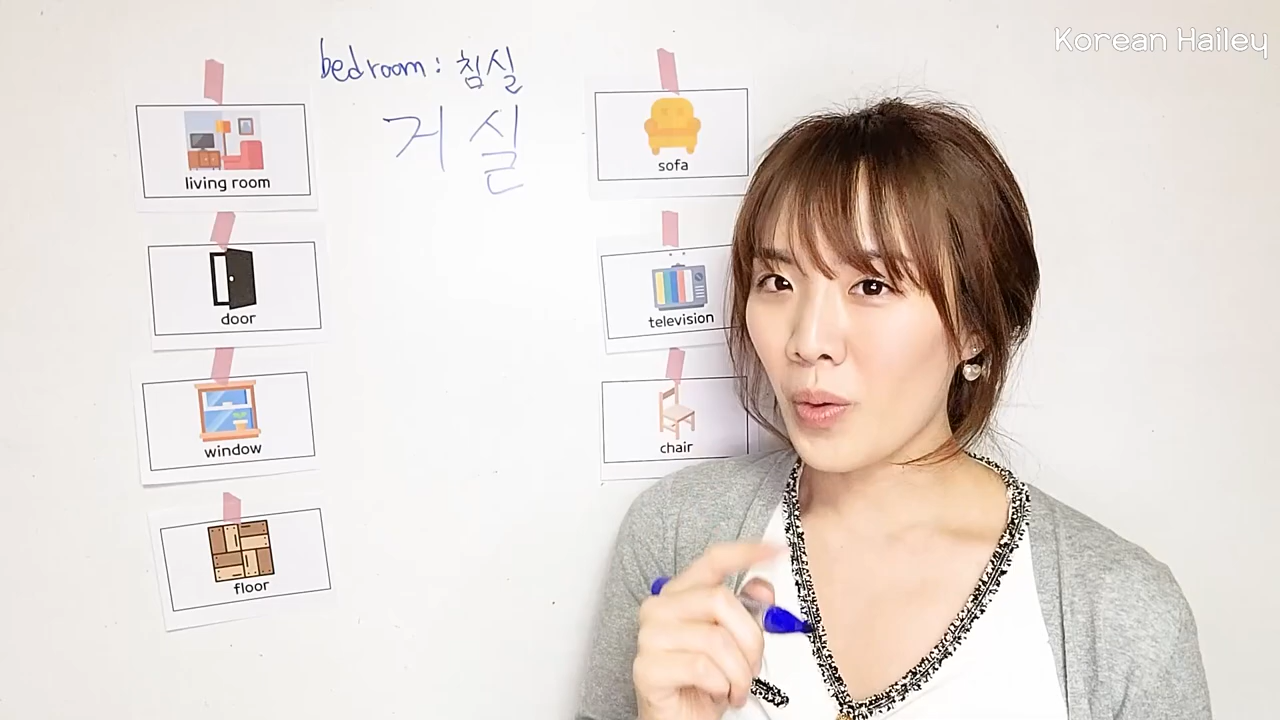 Korean Hailey
bedroom : 침실
거실
living room
door
window
floor
sofa
television
chair